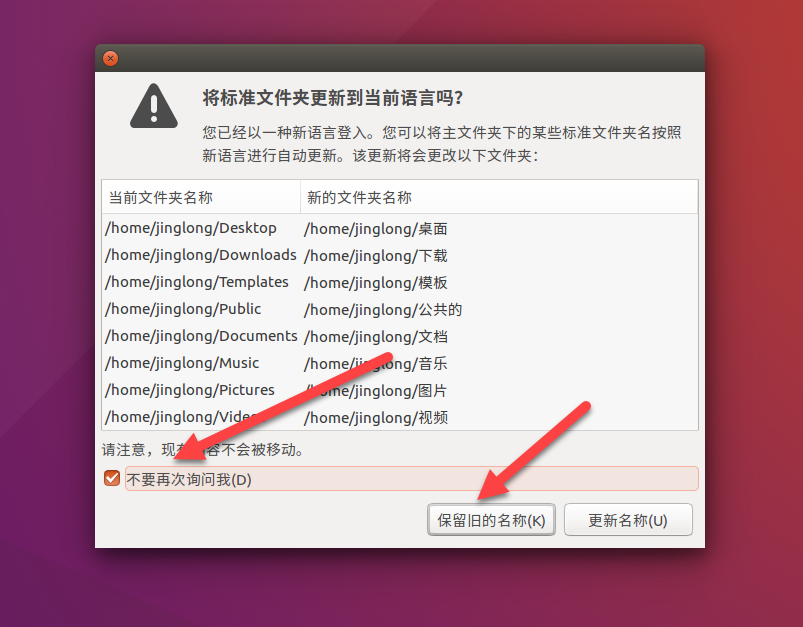 将标准文件夹更新到当前语言吗？
您已经以一种新语言登入。您可以将主文件夹下的某些标准文件夹名按照
新语言进行自动更新。该更新将会更改以下文件夹：
当前文件夹名称 新的文件夹名称
/home/jinglong/Desktop /home/jinglong/桌面
/home/jinglong/Downloads /home/jinglong/下载
/home/jinglong/Templates /home/jinglong/模板
/home/jinglong/Public /home/jinglong/公共的
/home/jinglong/Documents /home/jinglong/文档
/home/jinglong/Music /home/jinglong/音乐
/home/jinglong/Pictures /home/jinglong/图片
/home/jinglong/Videos /home/jinglong/视频
请注意，现有内容不会被移动。
不要再次询问我(D)
保留旧的名称(K) 更新名称(U)